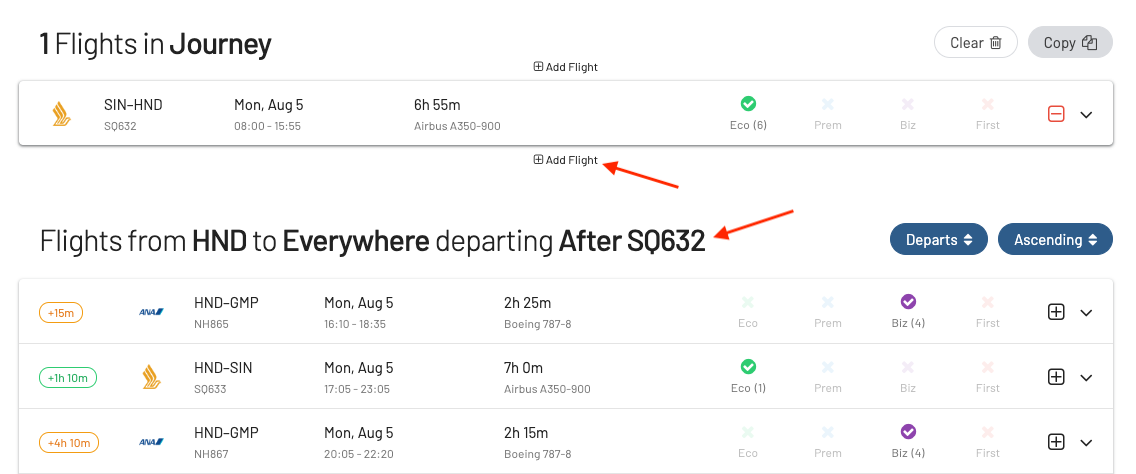 1 Flights in Journey
Clear
Copy
Add Flight
SIN–HND Mon, Aug 5 6h 55m
SQ632 08:00 - 15:55 Airbus A350-900 Eco (6) Prem Biz First
Add Flight
Flights from HND to Everywhere departing After SQ632
Departs
Ascending
+15m ANA HND–GMP Mon, Aug 5 2h 25m
NH865 16:10 - 18:35 Boeing 787-8 Eco Prem Biz (4) First
+1h 10m HND–SIN Mon, Aug 5 7h 0m
SQ633 17:05 - 23:05 Airbus A350-900 Eco (1) Prem Biz First
+4h 10m ANA HND–GMP Mon, Aug 5 2h 15m
NH867 20:05 - 22:20 Boeing 787-8 Eco Prem Biz (4) First